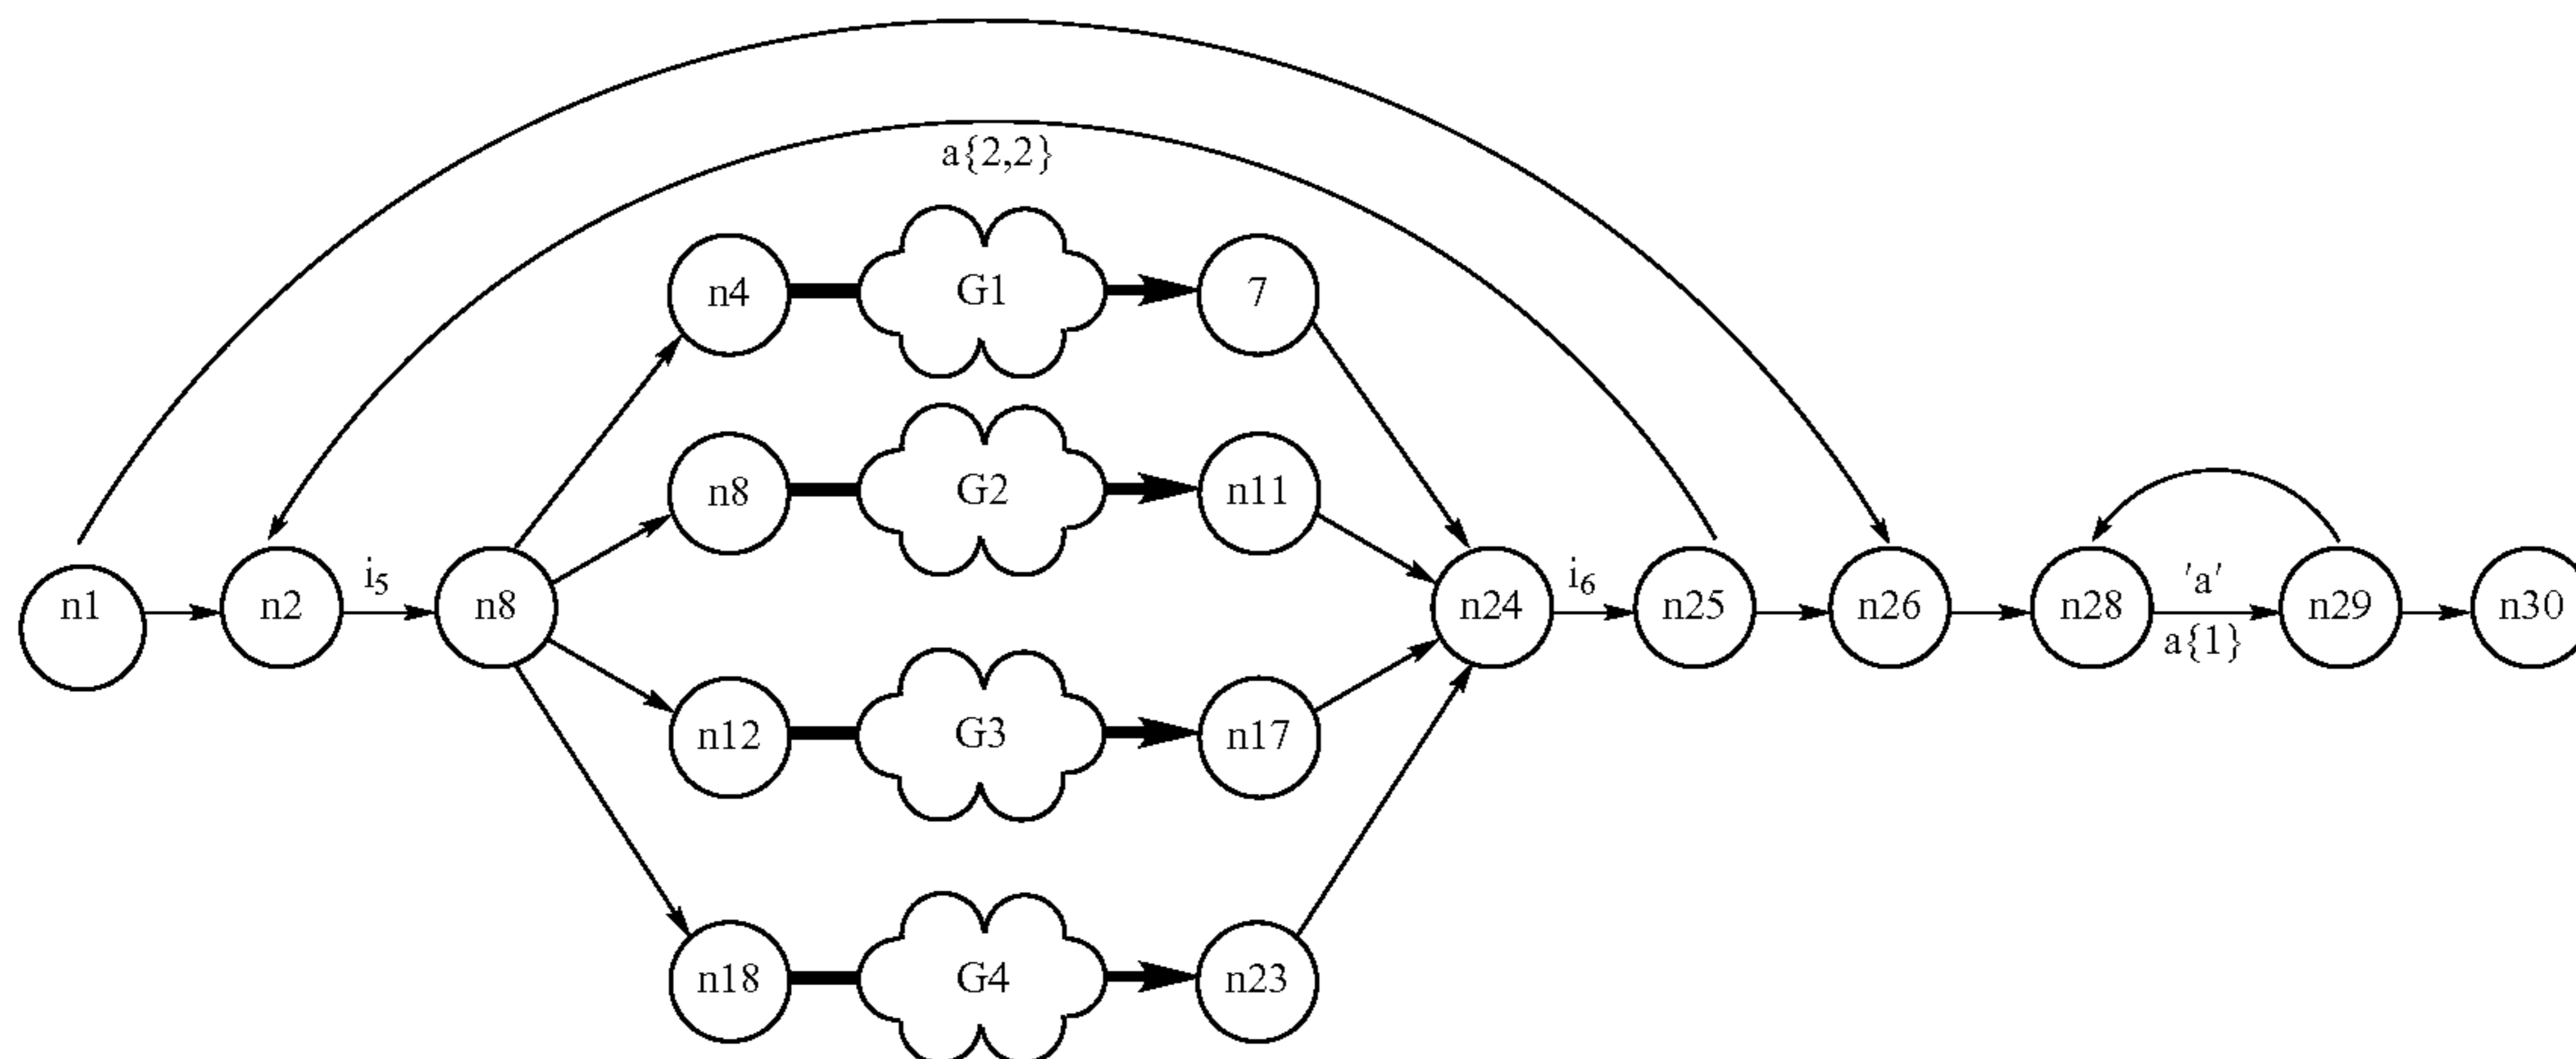 a{2,2}
n4 G1 7
n8 G2 n11
n1 n2 i5 n8 n24 i6 n25 n26 n28 'a' n29 n30
a{1}
n12 G3 n17
n18 G4 n23